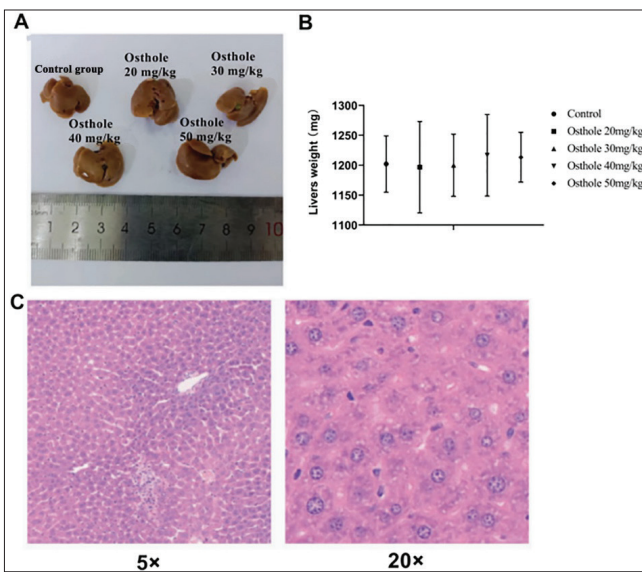 A
Control group
Osthole
20 mg/kg
Osthole
30 mg/kg
Osthole
40 mg/kg
Osthole
50 mg/kg
1 2 3 4 5 6 7 8 9 10
B
Livers weight (mg)
1300
1250
1200
1150
1100
Control
Osthole 20mg/kg
Osthole 30mg/kg
Osthole 40mg/kg
Osthole 50mg/kg
C
5×
20×